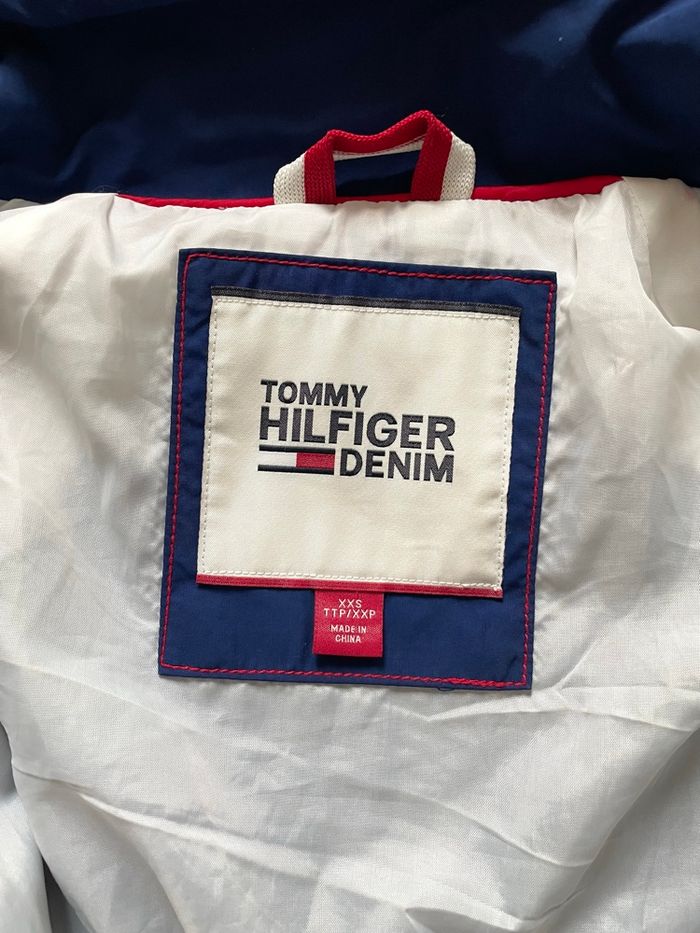 TOMMY
HILFIGER
DENIM
XXS
TTP/XXP
MADE IN
CHINA